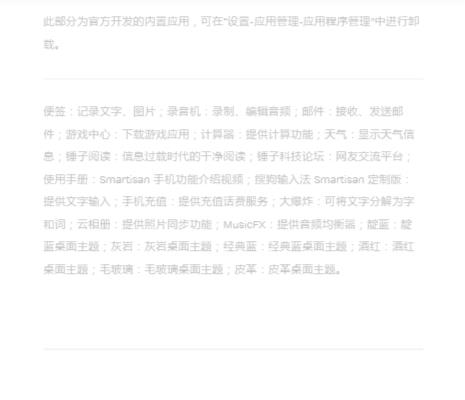 此部分为官方开发的内置应用，可在“设置-应用管理-应用程序管理”中进行卸
载。
便签：记录文字、图片；录音机：录制、编辑音频；邮件：接收、发送邮
件；游戏中心：下载游戏应用；计算器：提供计算功能；天气：显示天气信
息；锤子阅读：信息过载时代的干净阅读；锤子科技论坛：网友交流平台；
使用手册：Smartisan 手机功能介绍视频；搜狗输入法 Smartisan 定制版：
提供文字输入；手机充值：提供充值话费服务；大爆炸：可将文字分解为字
和词；云相册：提供照片同步功能；MusicFX：提供音频均衡器；靛蓝：靛
蓝桌面主题；灰岩：灰岩桌面主题；经典蓝：经典蓝桌面主题；酒红：酒红
桌面主题；毛玻璃：毛玻璃桌面主题；皮革：皮革桌面主题。